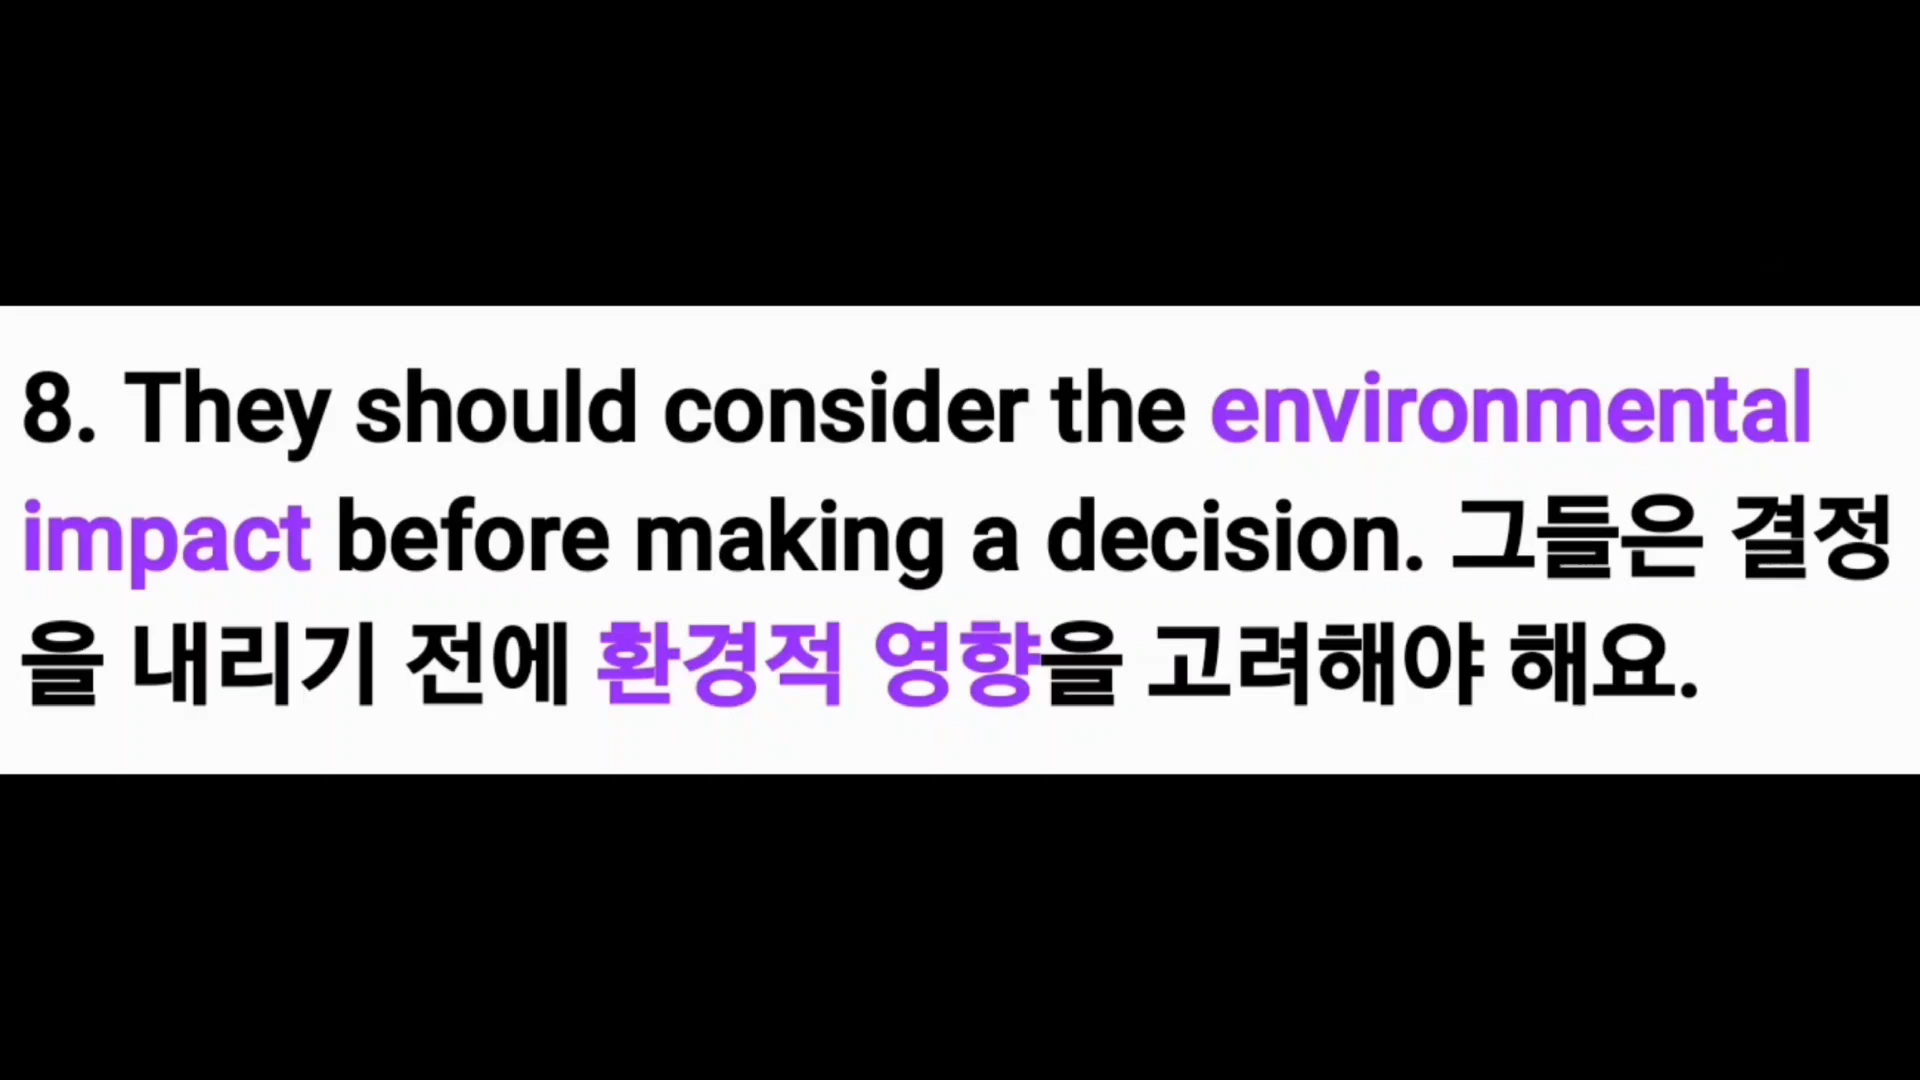 8. They should consider the environmental
impact before making a decision. 그들은 결정
을 내리기 전에 환경적 영향을 고려해야 해요.